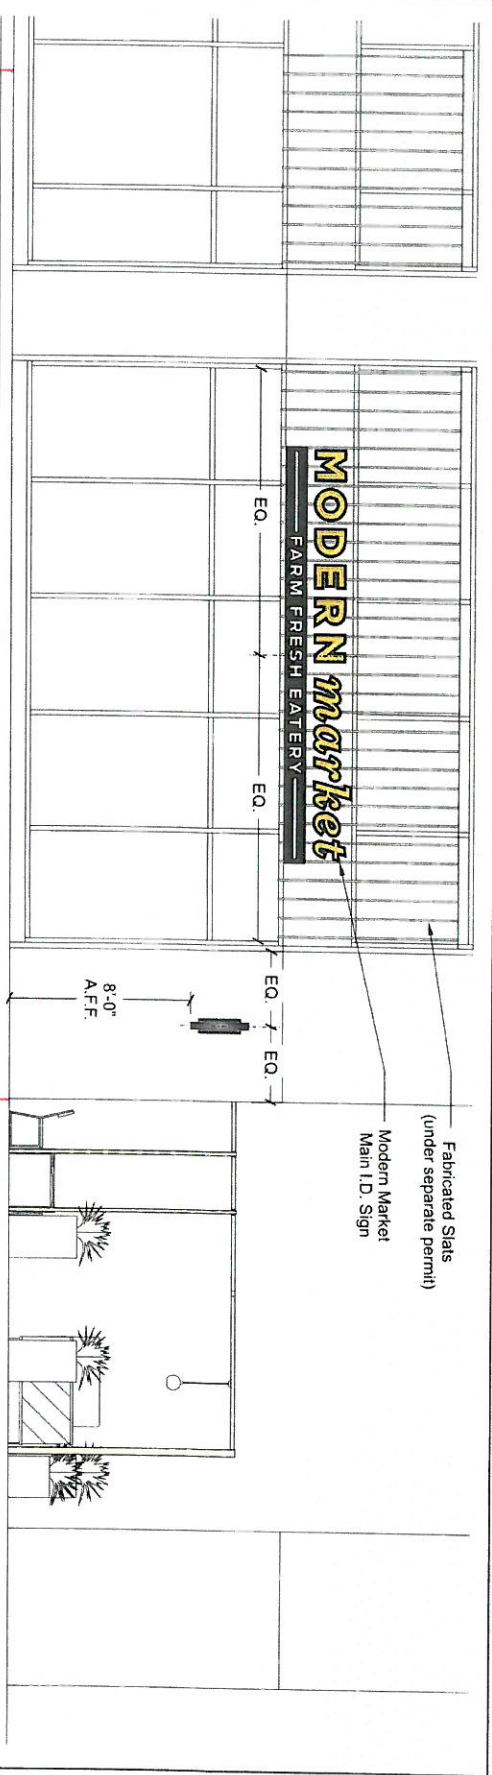 Fabricated Slats
(under separate permit)
Modern Market
Main I.D. Sign
MODERN market
FARM FRESH EATERY
EQ.
EQ.
EQ.
EQ.
8'-0"
A.F.F.